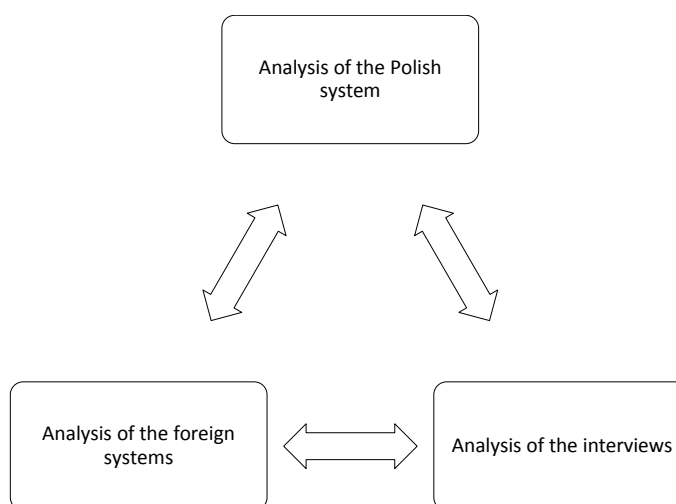 Analysis of the Polish
system
Analysis of the foreign
systems
Analysis of the interviews